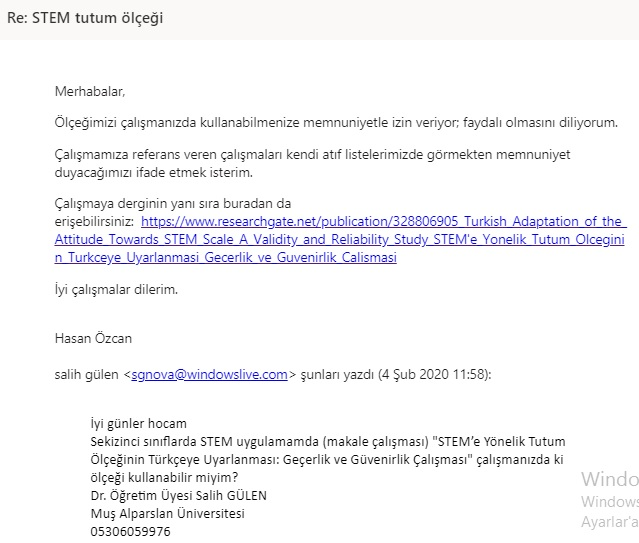 Re: STEM tutum ölçeği
Merhabalar,
Ölçeğimizi çalışmanızda kullanabilmenize memnuniyetle izin veriyor; faydalı olmasını diliyorum.
Çalışmamıza referans veren çalışmaları kendi atıf listelerimizde görmekten memnuniyet
duyacağımızı ifade etmek isterim.
Çalışmaya derginin yanı sıra buradan da
erişebilirsiniz: https://www.researchgate.net/publication/328806905_Turkish_Adaptation_of_the_
Attitude_Towards_STEM_Scale_A_Validity_and_Reliability_Study_STEM'e_Yonelik_Tutum_Olcegini
n_Turkceye_Uyarlanmasi_Gecerlik_ve_Guvenirlik_Calismasi
İyi çalışmalar dilerim.
Hasan Özcan
salih gülen <sgnova@windowslive.com> şunları yazdı (4 Şub 2020 11:58):
İyi günler hocam
Sekizinci sınıflarda STEM uygulamamda (makale çalışması) "STEM’e Yönelik Tutum
Ölçeğinin Türkçeye Uyarlanması: Geçerlik ve Güvenirlik Çalışması" çalışmanızda ki
ölçeği kullanabilir miyim?
Dr. Öğretim Üyesi Salih GÜLEN
Muş Alparslan Üniversitesi
05306059976
Windo
Windows
Ayarlar'a